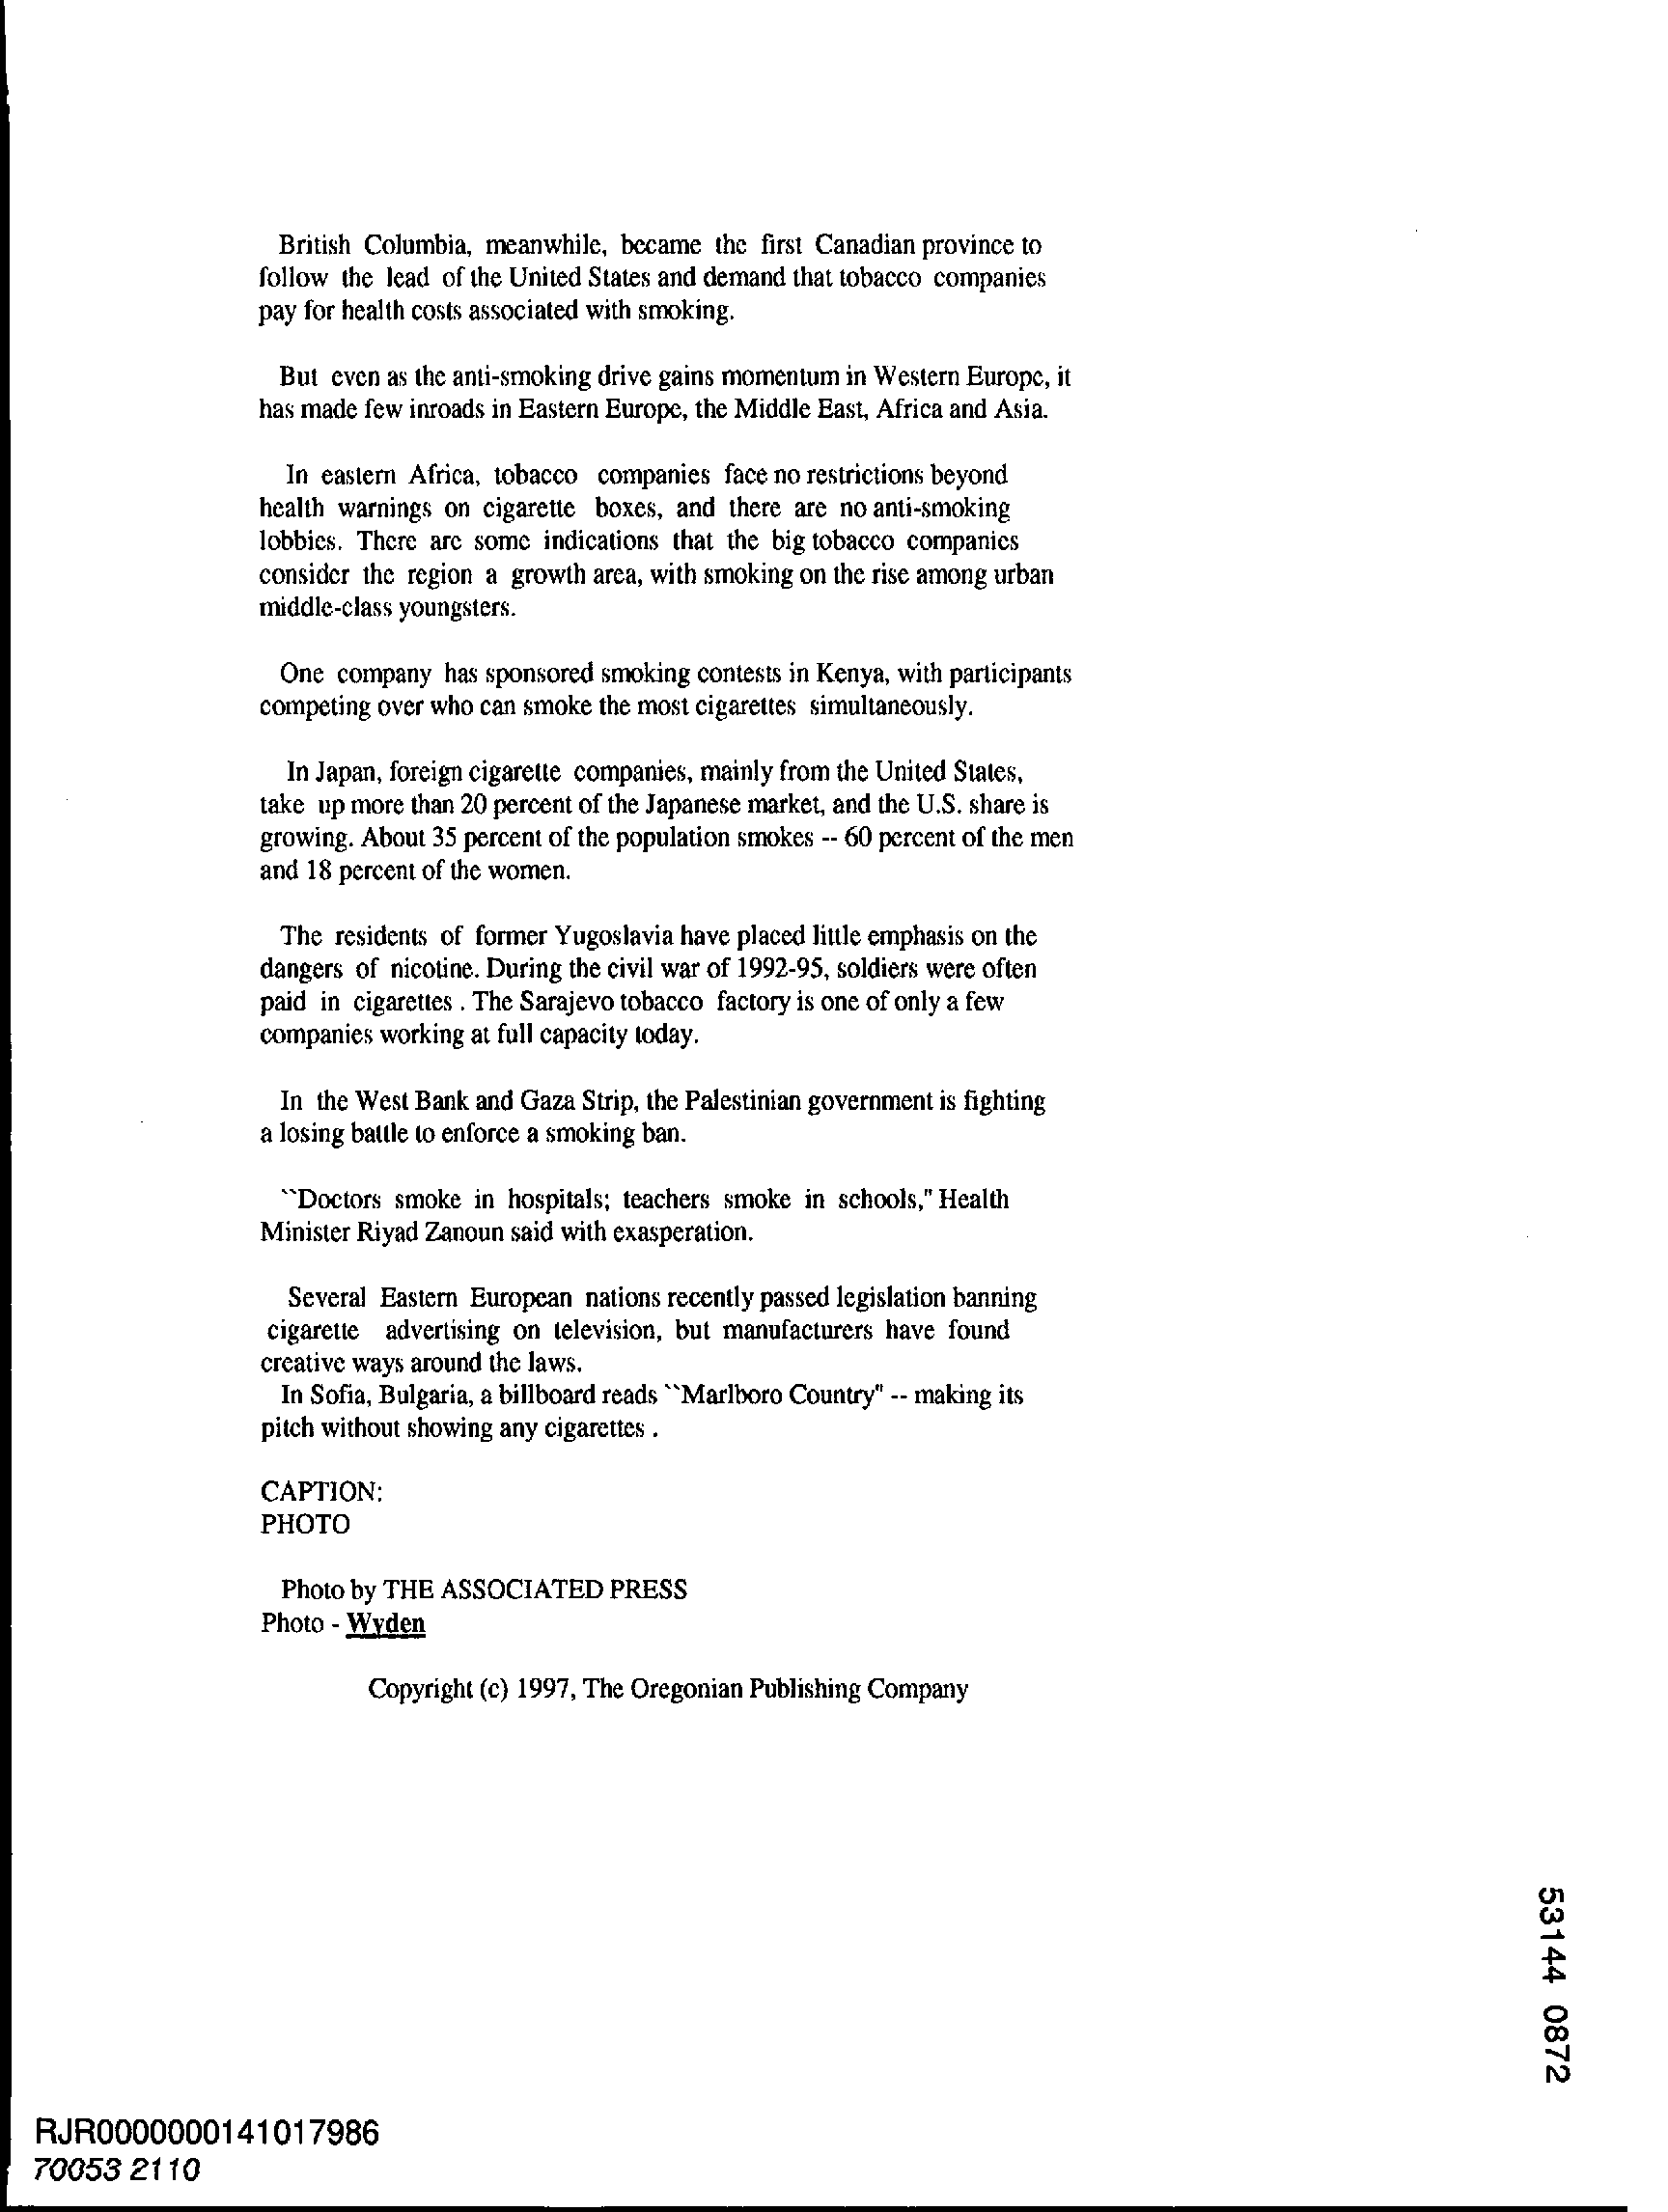 British Columbia, meanwhile, became the first Canadian province to
follow the lead of the United States and demand that tobacco companies
pay for health costs associated with smoking.
But even as the anti-smoking drive gains momentum in Western Europe, it
has made few inroads in Eastern Europe, the Middle East, Africa and Asia.
In eastern Africa, tobacco companies face no restrictions beyond
health warnings on cigarette boxes, and there are no anti-smoking
lobbies. There are some indications that the big tobacco companies
consider the region a growth area, with smoking on the rise among urban
middle-class youngsters.
One company has sponsored smoking contests in Kenya, with participants
competing over who can smoke the most cigarettes simultaneously.
In Japan, foreign cigarette companies, mainly from the United States,
take up more than 20 percent of the Japanese market, and the U.S. share is
growing. About 35 percent of the population smokes -- 60 percent of the men
and 18 percent of the women.
The residents of former Yugoslavia have placed little emphasis on the
dangers of nicotine. During the civil war of 1992-95, soldiers were often
paid in cigarettes . The Sarajevo tobacco factory is one of only a few
companies working at full capacity today.
In the West Bank and Gaza Strip, the Palestinian government is fighting
a losing battle to enforce a smoking ban.
``Doctors smoke in hospitals; teachers smoke in schools," Health
Minister Riyad Zanoun said with exasperation.
Several Eastern European nations recently passed legislation banning
cigarette advertising on television, but manufacturers have found
creative ways around the laws.
In Sofia, Bulgaria, a billboard reads ``Marlboro Country" -- making its
pitch without showing any cigarettes .
CAPTION:
PHOTO
Photo by THE ASSOCIATED PRESS
Photo - Wyden
Copyright (c) 1997, The Oregonian Publishing Company
53144 0872
RJR0000000141017986
70053 2110